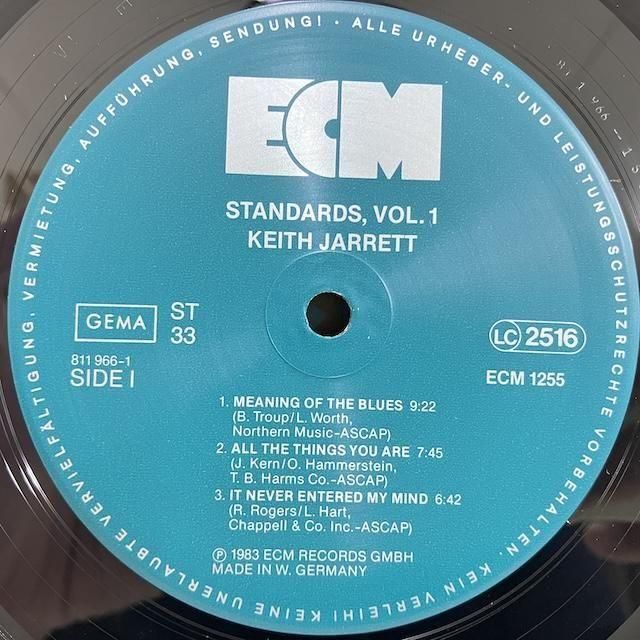 ALLE URHEBER- UND LEISTUNGSSCHUTZRECHTE VORBEHALTEN. KEIN VERLEIH! KEINE UNERLAUBTE VERVIELFÄLTIGUNG, VERMIETUNG, AUFFÜHRUNG, SENDUNG! ·
ECM
STANDARDS, VOL. 1
KEITH JARRETT
GEMA
ST
33
811 966-1
SIDE I
LC 2516
ECM 1255
1. MEANING OF THE BLUES 9:22
(B. Troup/L. Worth,
Northern Music-ASCAP)
2. ALL THE THINGS YOU ARE 7:45
(J. Kern/O. Hammerstein,
T. B. Harms Co.-ASCAP)
3. IT NEVER ENTERED MY MIND 6:42
(R. Rogers/L. Hart,
Chappell & Co. Inc.-ASCAP)
Ⓟ 1983 ECM RECORDS GMBH
MADE IN W. GERMANY